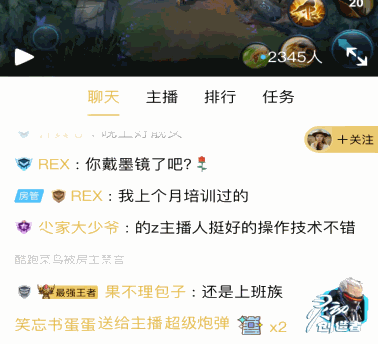 20
2345人
聊天 主播 排行 任务
晚上好靓女
＋关注
REX：你戴墨镜了吧?
房管 REX：我上个月培训过的
尐家大少爷：的z主播人挺好的操作技术不错
酷跑菜鸟被房主禁言
最强王者 果不理包子：还是上班族
笑忘书蛋蛋送给主播超级炮弹 x2